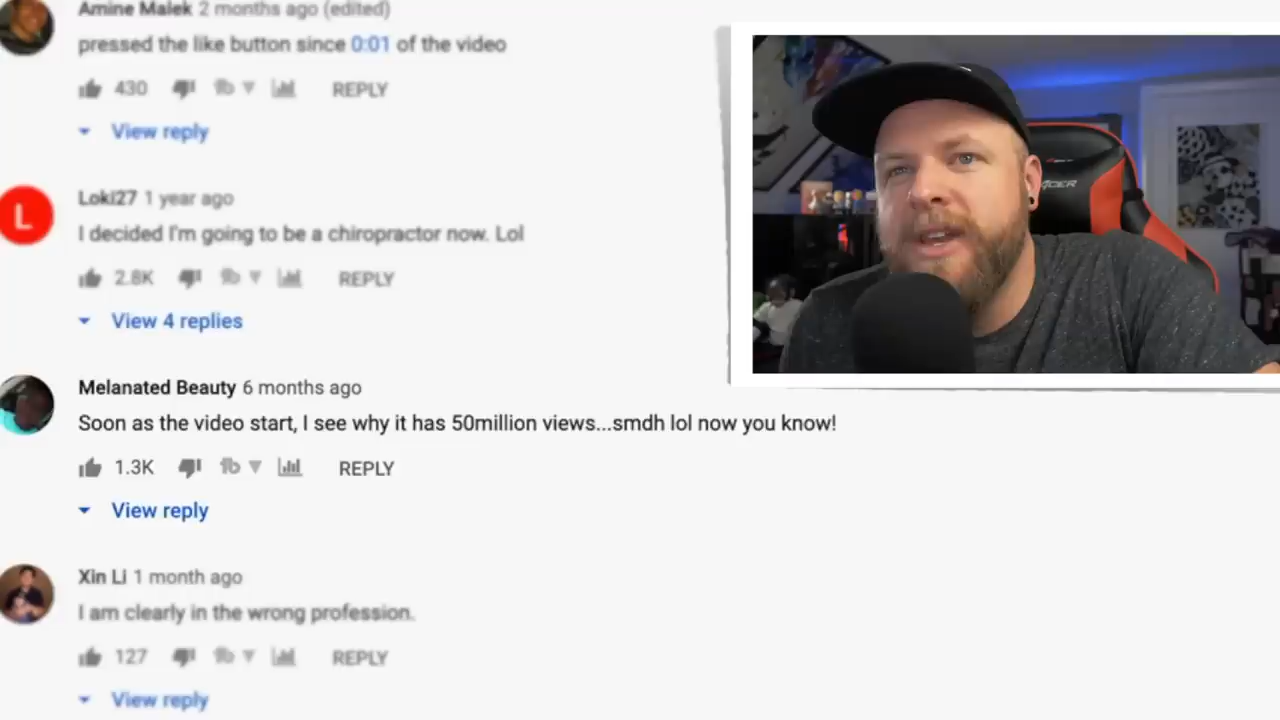 Amine Malek 2 months ago (edited)
pressed the like button since 0:01 of the video
430 REPLY
View reply
L
Loki27 1 year ago
I decided I'm going to be a chiropractor now. Lol
2.8K REPLY
View 4 replies
Melanated Beauty 6 months ago
Soon as the video start, I see why it has 50million views...smdh lol now you know!
1.3K REPLY
View reply
Xin Li 1 month ago
I am clearly in the wrong profession.
127 REPLY
View reply